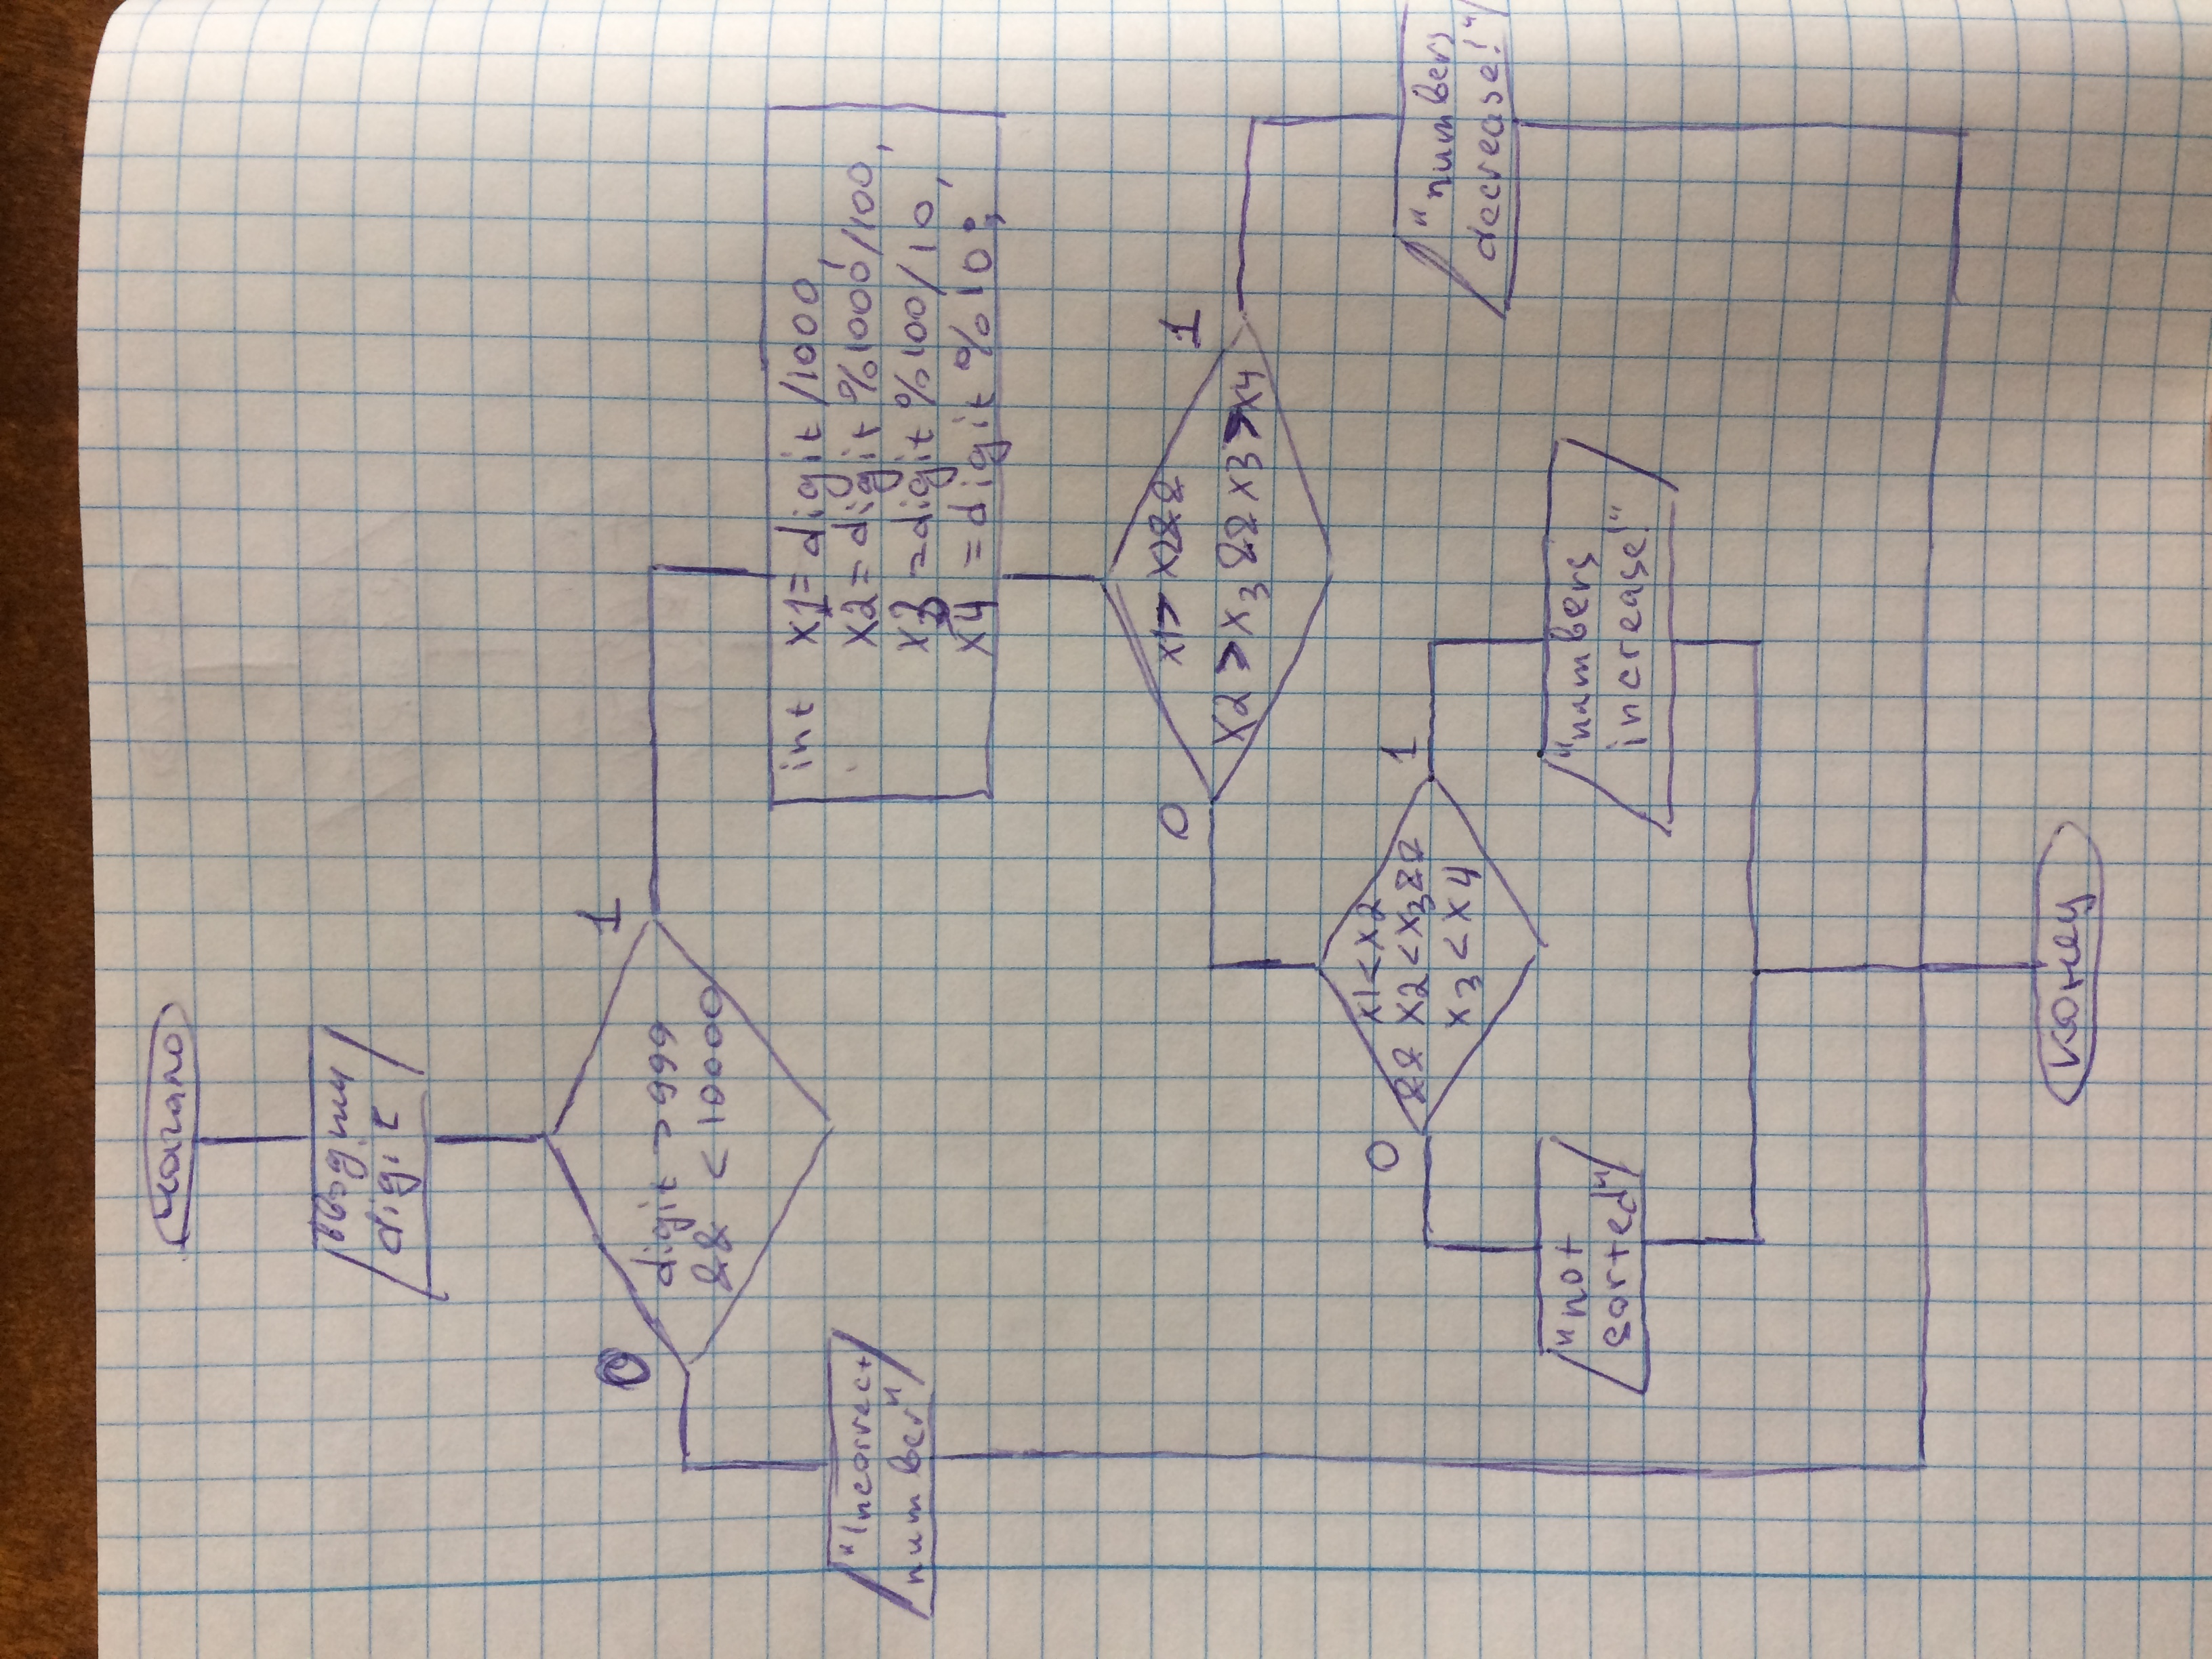 начало
вводим
digit
0
1
digit > 999
&& < 10000
"Incorrect
number"
int x1= digit /1000,
x2= digit %1000/100,
x3 =digit %100/10,
x4 =digit %10;
0
1
x1> x2&&
x2 >x3 && x3 >x4
0
1
x1<x2
&& x2 <x3&&
x3 <x4
"numbers
decrease!"
"not
sorted"
"numbers
increase!"
конец